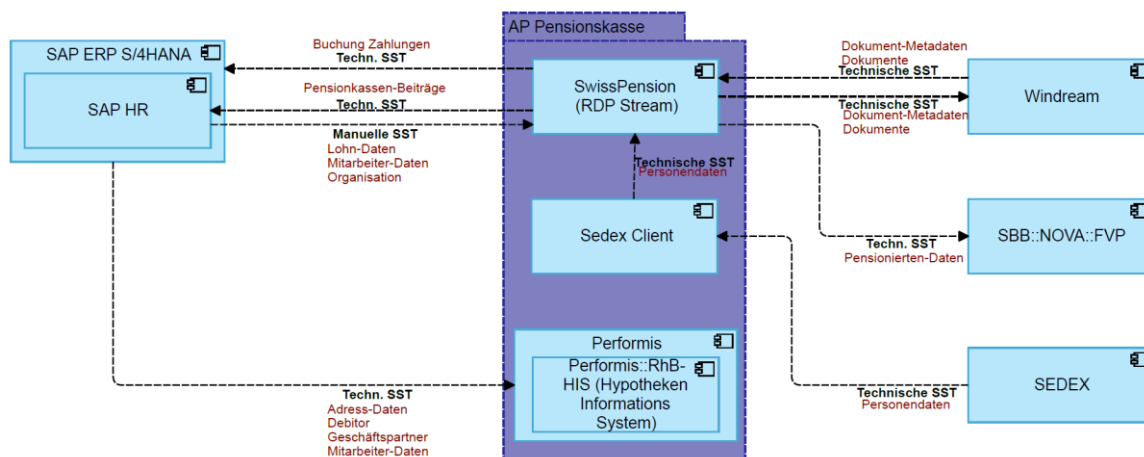 AP Pensionskasse
SAP ERP S/4HANA
SAP HR
Buchung Zahlungen
Techn. SST
Pensionkassen-Beiträge
Techn. SST
Manuelle SST
Lohn-Daten
Mitarbeiter-Daten
Organisation
SwissPension
(RDP Stream)
Dokument-Metadaten
Dokumente
Technische SST
Technische SST
Dokument-Metadaten
Dokumente
Windream
Technische SST
Personendaten
Sedex Client
Techn. SST
Pensionierten-Daten
SBB::NOVA::FVP
Performis
Performis::RhB-
HIS (Hypotheken
Informations
System)
Techn. SST
Adress-Daten
Debitor
Geschäftspartner
Mitarbeiter-Daten
Technische SST
Personendaten
SEDEX